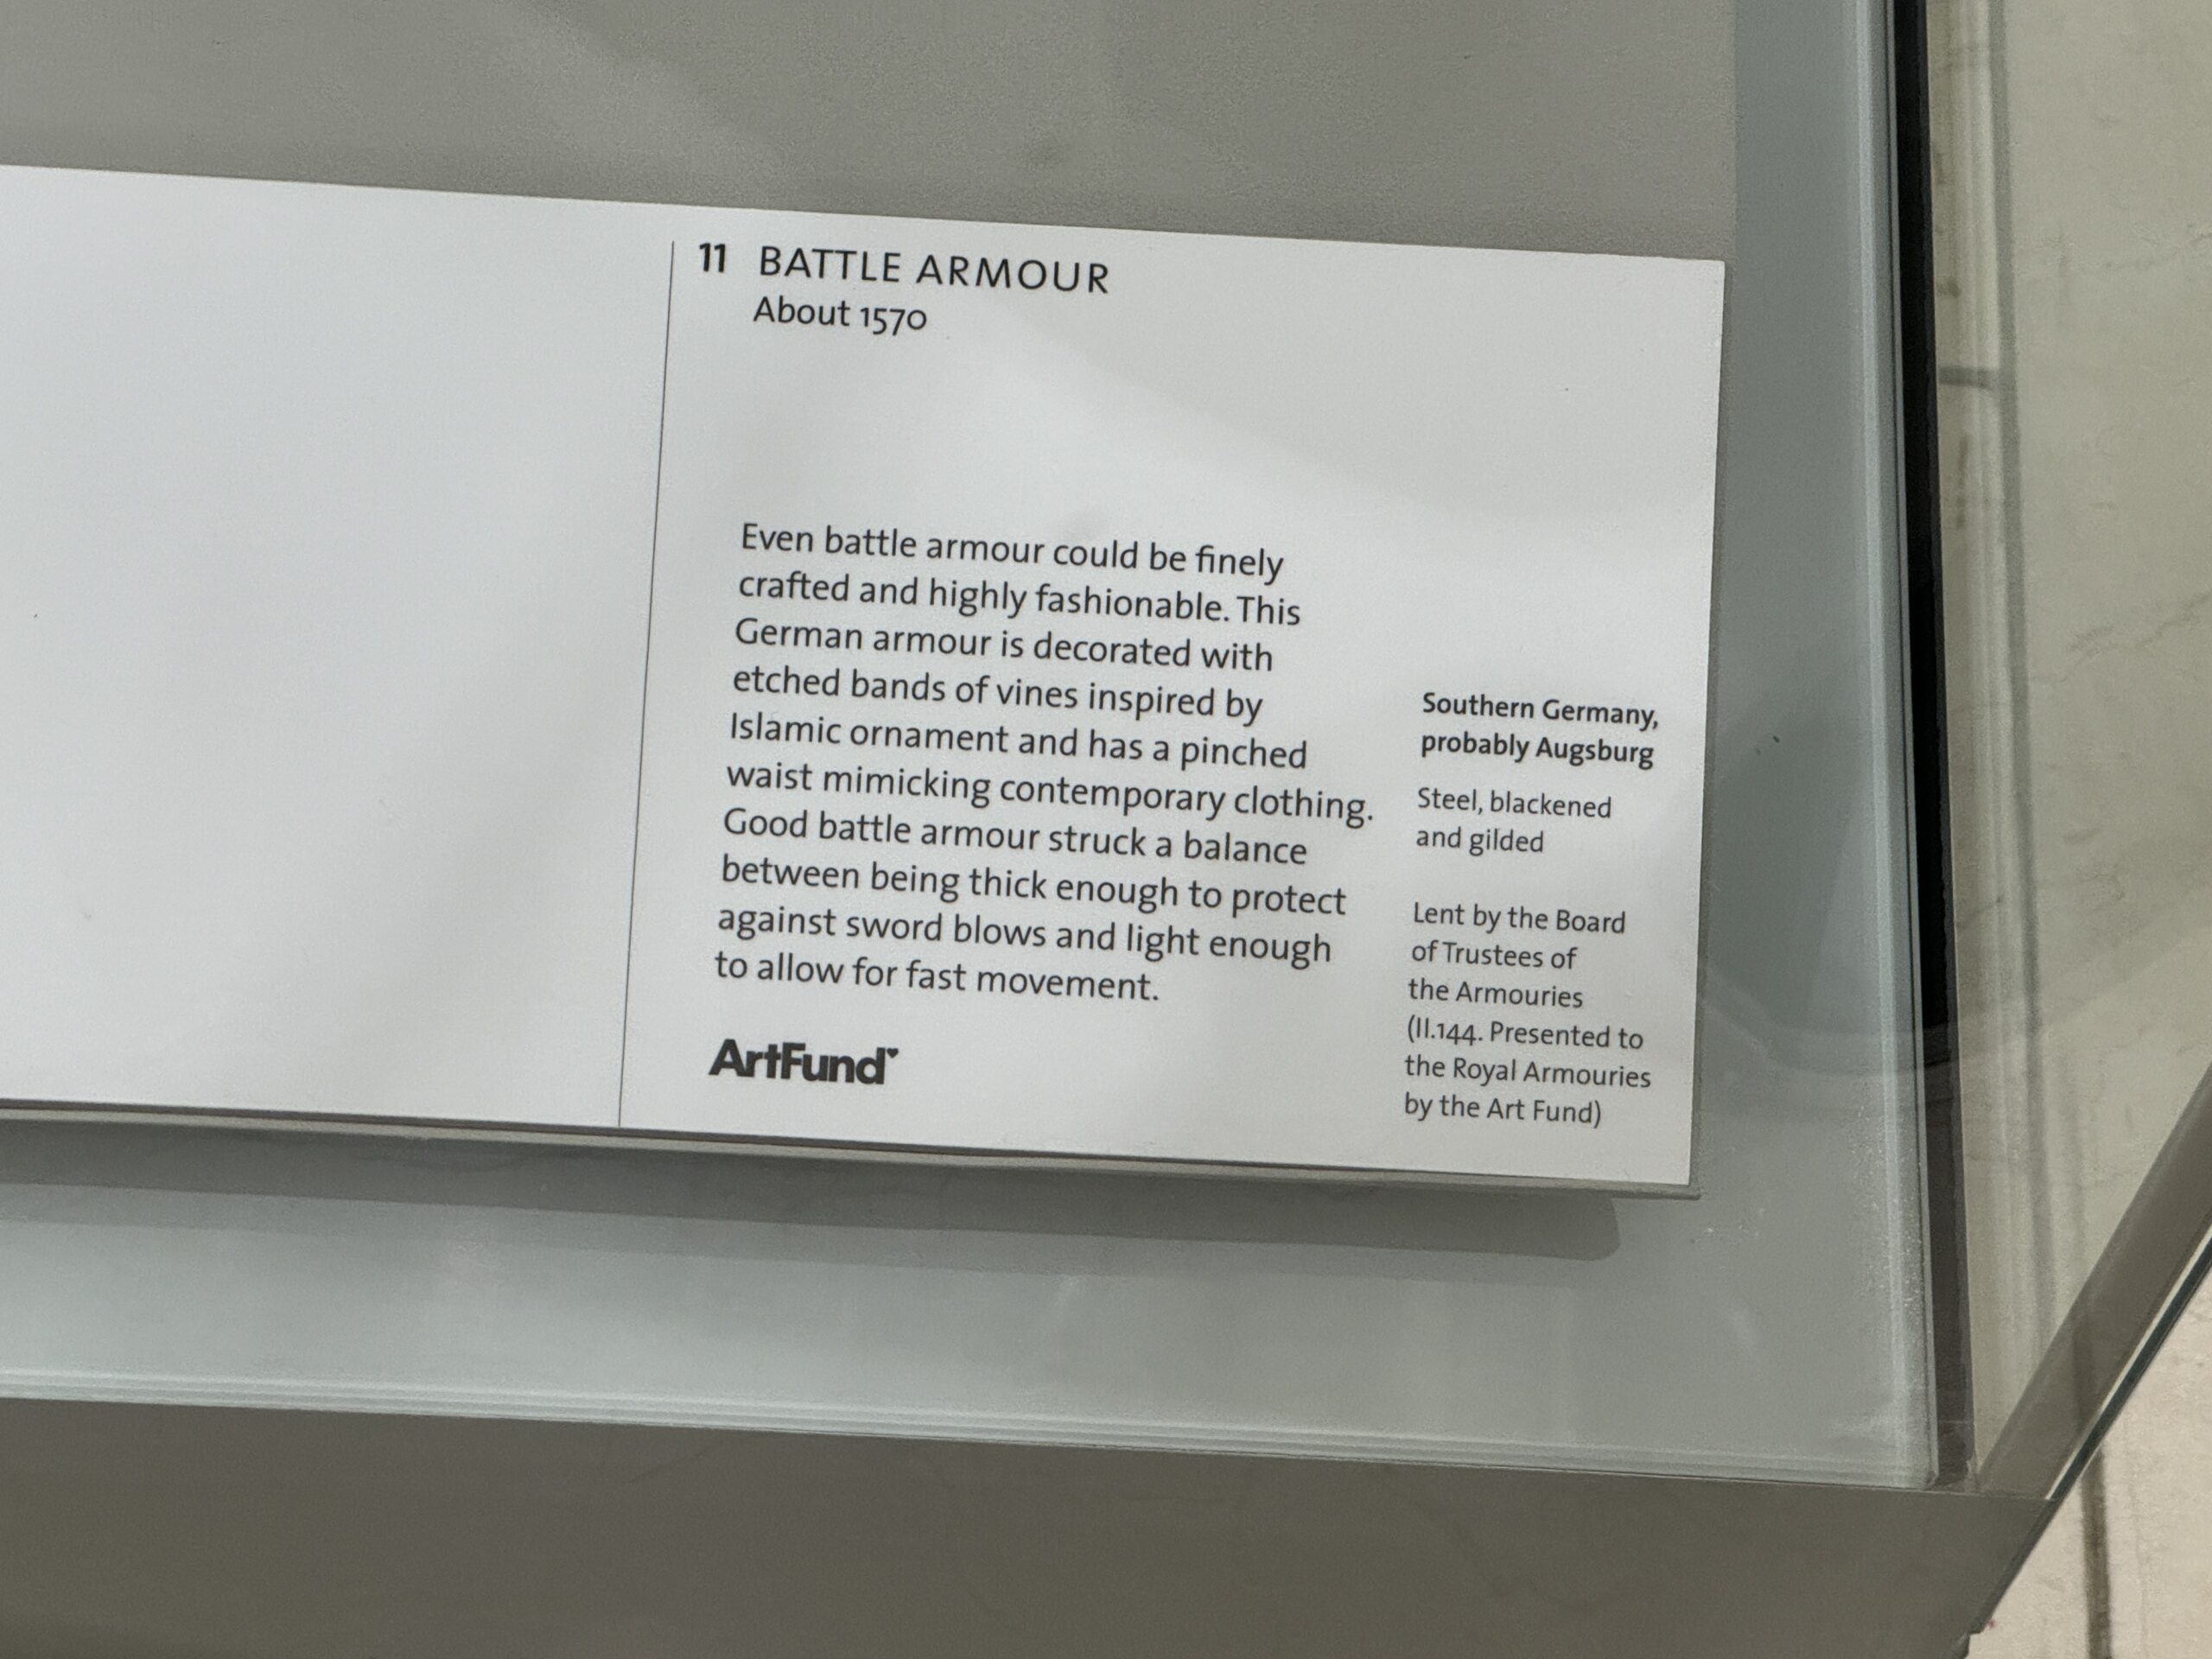 11 BATTLE ARMOUR
About 1570
Even battle armour could be finely
crafted and highly fashionable. This
German armour is decorated with
etched bands of vines inspired by
Islamic ornament and has a pinched
waist mimicking contemporary clothing.
Good battle armour struck a balance
between being thick enough to protect
against sword blows and light enough
to allow for fast movement.
ArtFund
Southern Germany,
probably Augsburg
Steel, blackened
and gilded
Lent by the Board
of Trustees of
the Armouries
(II.144. Presented to
the Royal Armouries
by the Art Fund)